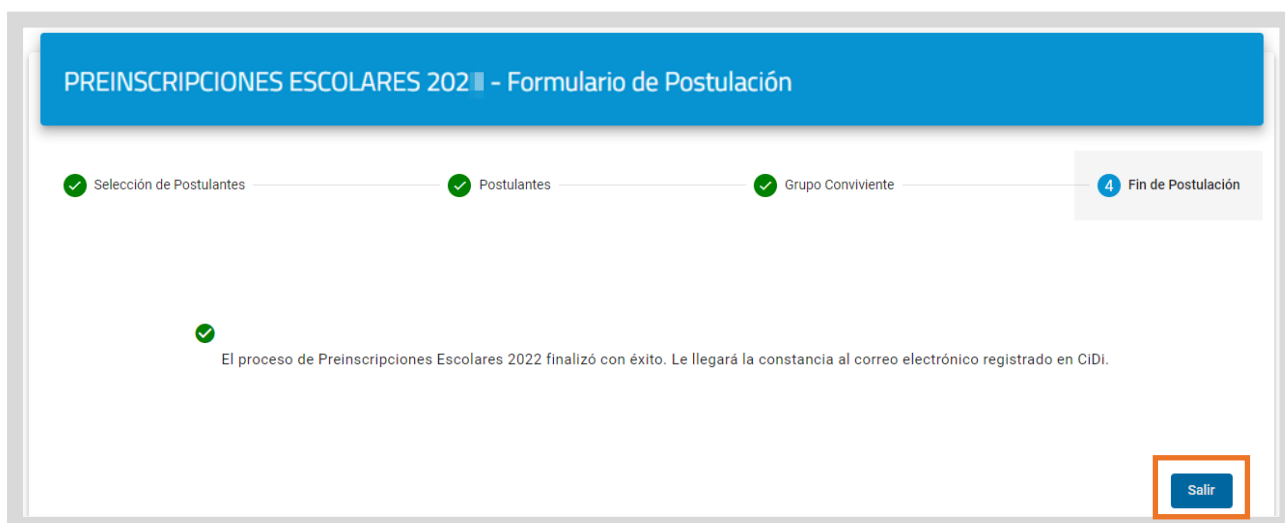 PREINSCRIPCIONES ESCOLARES 202 - Formulario de Postulación
Selección de Postulantes
Postulantes
Grupo Conviviente
4 Fin de Postulación
El proceso de Preinscripciones Escolares 2022 finalizó con éxito. Le llegará la constancia al correo electrónico registrado en CiDi.
Salir